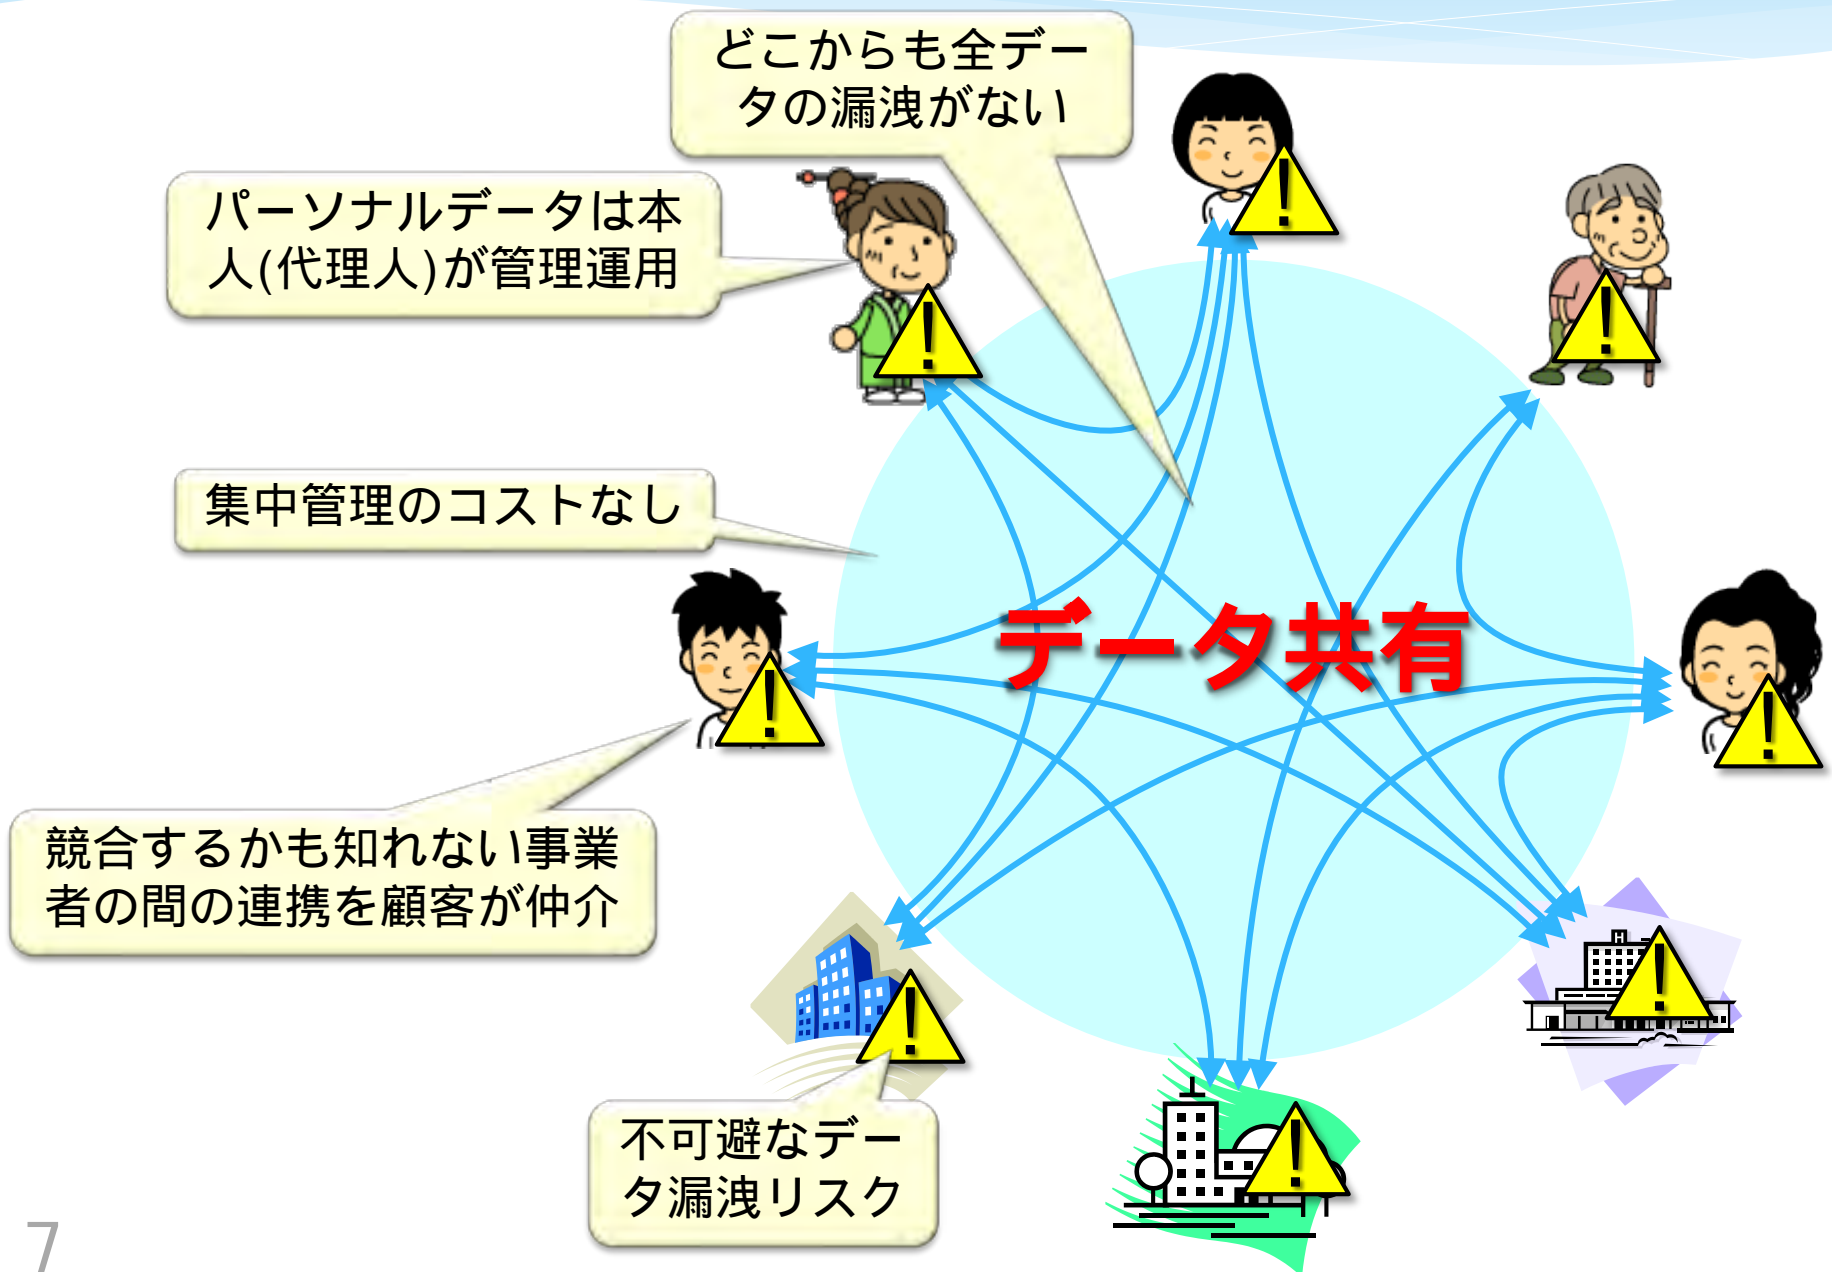 どこからも全デー
タの漏洩がない
パーソナルデータは本
人(代理人)が管理運用
集中管理のコストなし
データ共有
競合するかも知れない事業
者の間の連携を顧客が仲介
不可避なデー
タ漏洩リスク
7